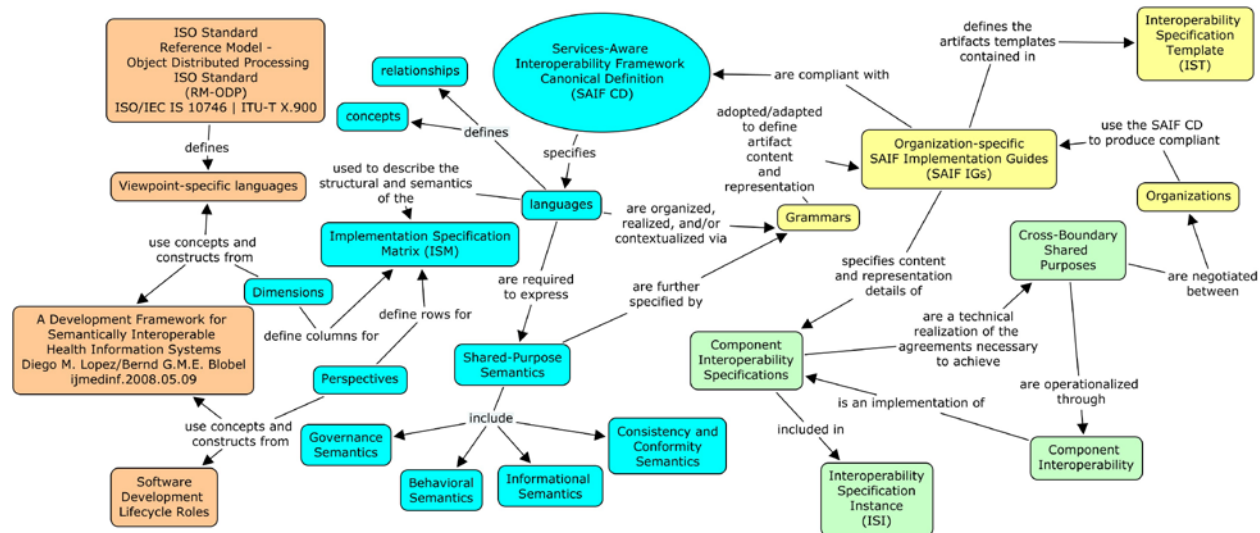 ISO Standard
Reference Model -
Object Distributed Processing
ISO Standard
(RM-ODP)
ISO/IEC IS 10746 | ITU-T X.900
defines
Viewpoint-specific languages
use concepts and
constructs from
Dimensions
A Development Framework for
Semantically Interoperable
Health Information Systems
Diego M. Lopez/Bernd G.M.E. Blobel
ijmedinf.2008.05.09
define columns for
Perspectives
define rows for
use concepts and
constructs from
Software
Development
Lifecycle Roles
relationships
concepts
defines
used to describe the
structural and semantics
of the
Implementation Specification
Matrix (ISM)
Services-Aware
Interoperability Framework
Canonical Definition
(SAIF CD)
specifies
languages
are required
to express
Shared-Purpose
Semantics
include
Governance
Semantics
Behavioral
Semantics
Informational
Semantics
Consistency and
Conformity
Semantics
are organized,
realized, and/or
contextualized via
are further
specified by
Grammars
adopted/adapted
to define
artifact
content
and
representation
are compliant with
defines the
artifacts templates
contained in
Interoperability
Specification
Template
(IST)
Organization-specific
SAIF Implementation Guides
(SAIF IGs)
use the SAIF CD
to produce compliant
Organizations
are negotiated
between
Cross-Boundary
Shared
Purposes
specifies content
and representation
details of
are a technical
realization of the
agreements necessary
to achieve
Component
Interoperability
Specifications
are operationalized
through
is an implementation of
Component
Interoperability
included in
Interoperability
Specification
Instance
(ISI)